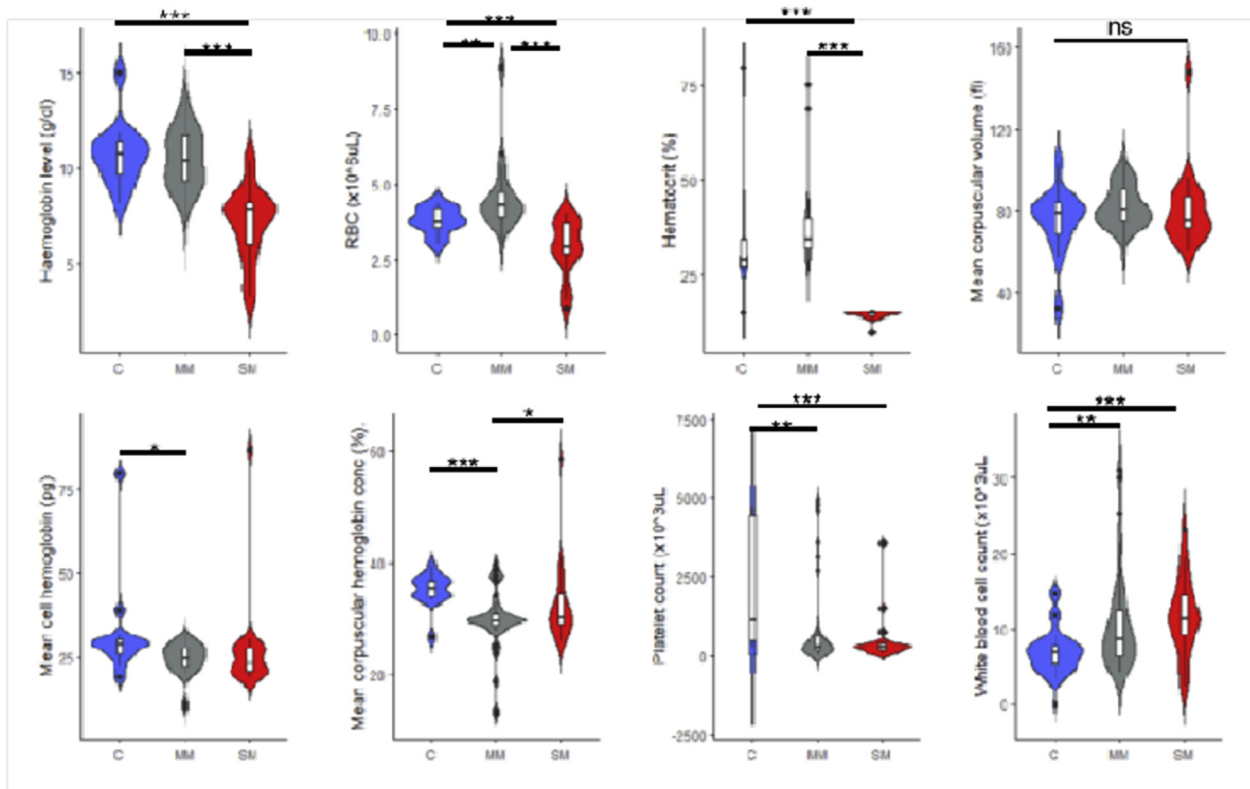 ***
***
Haemoglobin level (g/cl)
15
10
5
C
MM
SM
***
**
***
RBC (x10^6uL)
10.0
7.5
5.0
2.5
0.0
C
MM
SM
***
***
Hematocrit (%)
75
50
25
C
MM
SM
ns
Mean corpuscular volume (fl)
160
120
80
40
C
MM
SM
*
Mean cell hemoglobin (pg)
75
50
25
C
MM
SM
*
***
Mean corpuscular hemoglobin conc (%)
60
40
20
C
MM
SM
***
**
Platelet count (x10^3uL
7500
5000
2500
0
-2500
C
MM
SM
***
**
White blood cell count (x10^3uL
30
20
10
0
C
MM
SM